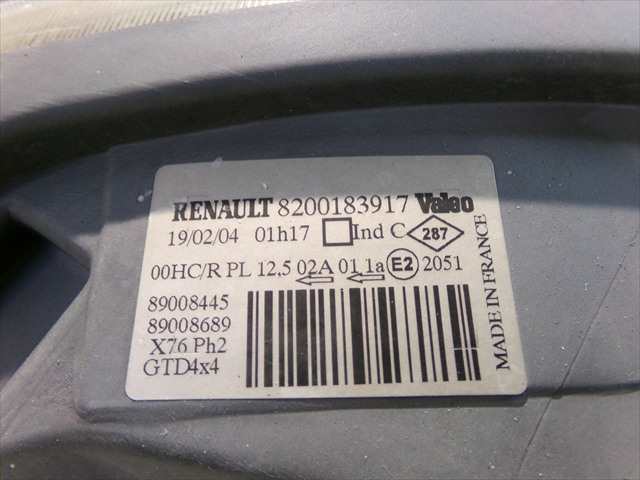 RENAULT 8200183917 Valeo
19/02/04 01h17 Ind C 287
00HC/R PL 12,5 02A 01 1a E2 2051
89008445
89008689
X76 Ph2
GTD4x4
MADE IN FRANCE